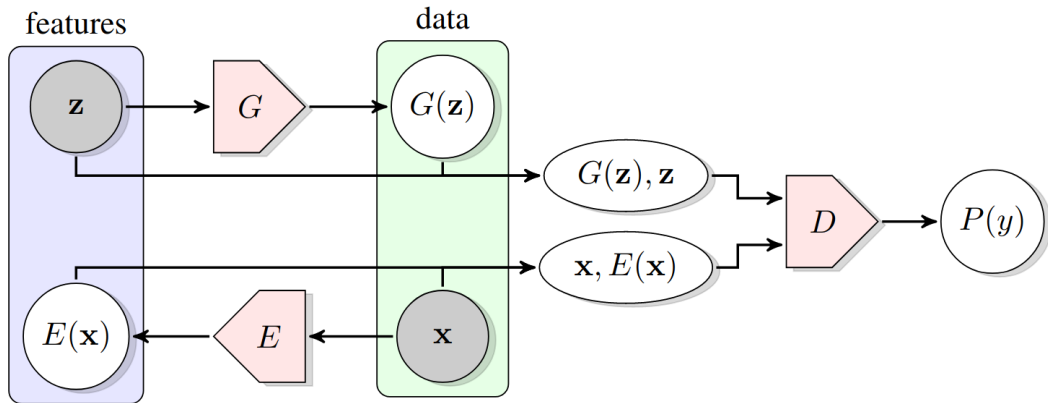 features
data
z
G
G(z)
G(z), z
D
P(y)
x, E(x)
E(x)
E
x